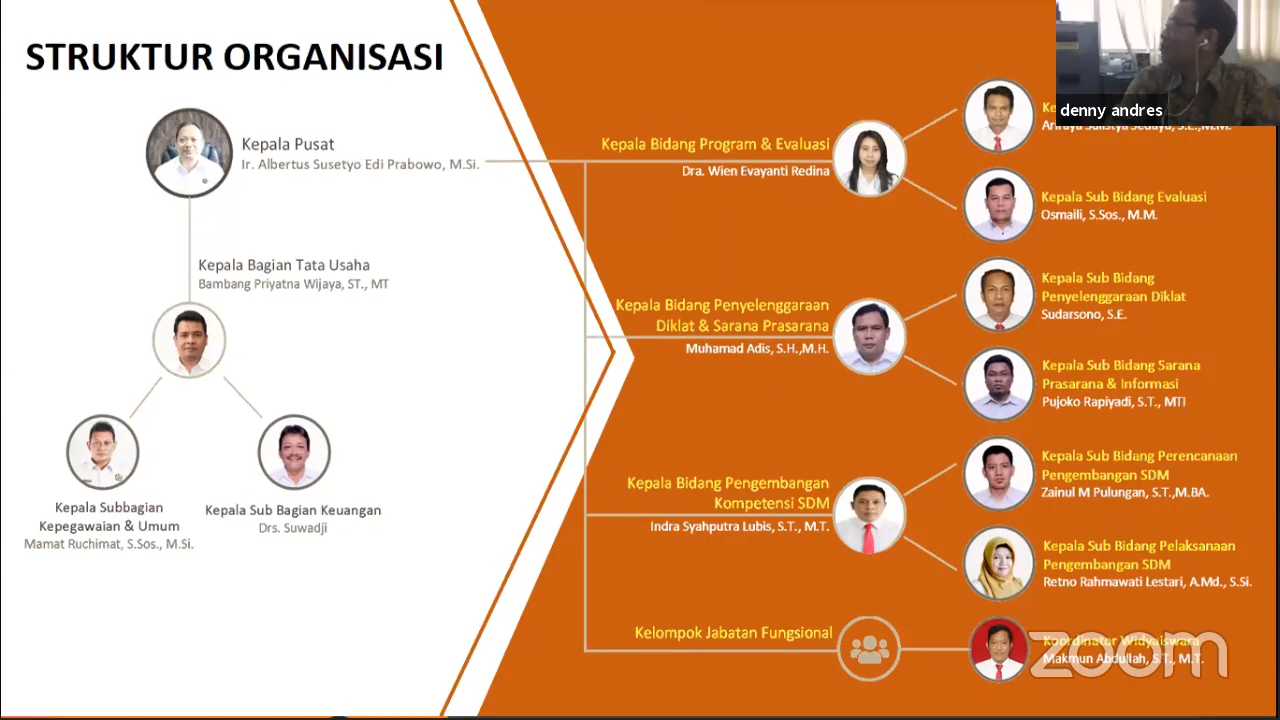 STRUKTUR ORGANISASI
Kepala Pusat
Ir. Albertus Susetyo Edi Prabowo, M.Si.
Kepala Bagian Tata Usaha
Bambang Priyatna Wijaya, ST., MT
Kepala Subbagian
Kepegawaian & Umum
Mamat Ruchimat, S.Sos., M.Si.
Kepala Sub Bagian Keuangan
Drs. Suwadji
Kepala Bidang Program & Evaluasi
Dra. Wien Evayanti Redina
Kepala Sub Bidang Evaluasi
Osmaili, S.Sos., M.M.
Kepala Bidang Penyelenggaraan
Diklat & Sarana Prasarana
Muhamad Adis, S.H.,M.H.
Kepala Sub Bidang
Penyelenggaraan Diklat
Sudarsono, S.E.
Kepala Sub Bidang Sarana
Prasarana & Informasi
Pujoko Rapiyadi, S.T., MTI
Kepala Bidang Pengembangan
Kompetensi SDM
Indra Syahputra Lubis, S.T., M.T.
Kepala Sub Bidang Perencanaan
Pengembangan SDM
Zainul M Pulungan, S.T.,M.BA.
Kepala Sub Bidang Pelaksanaan
Pengembangan SDM
Retno Rahmawati Lestari, A.Md., S.Si.
Kelompok Jabatan Fungsional
Koordinator Widyaiswara
Makmun Abdullah, S.T., M.T.
denny andres
zoom